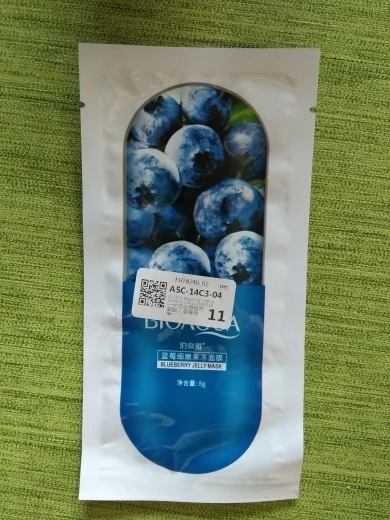 ASC-14C3-04
11
BIOAQUA
泊泉雅
蓝莓细嫩果冻面膜
BLUEBERRY JELLY MASK
净含量: 8g